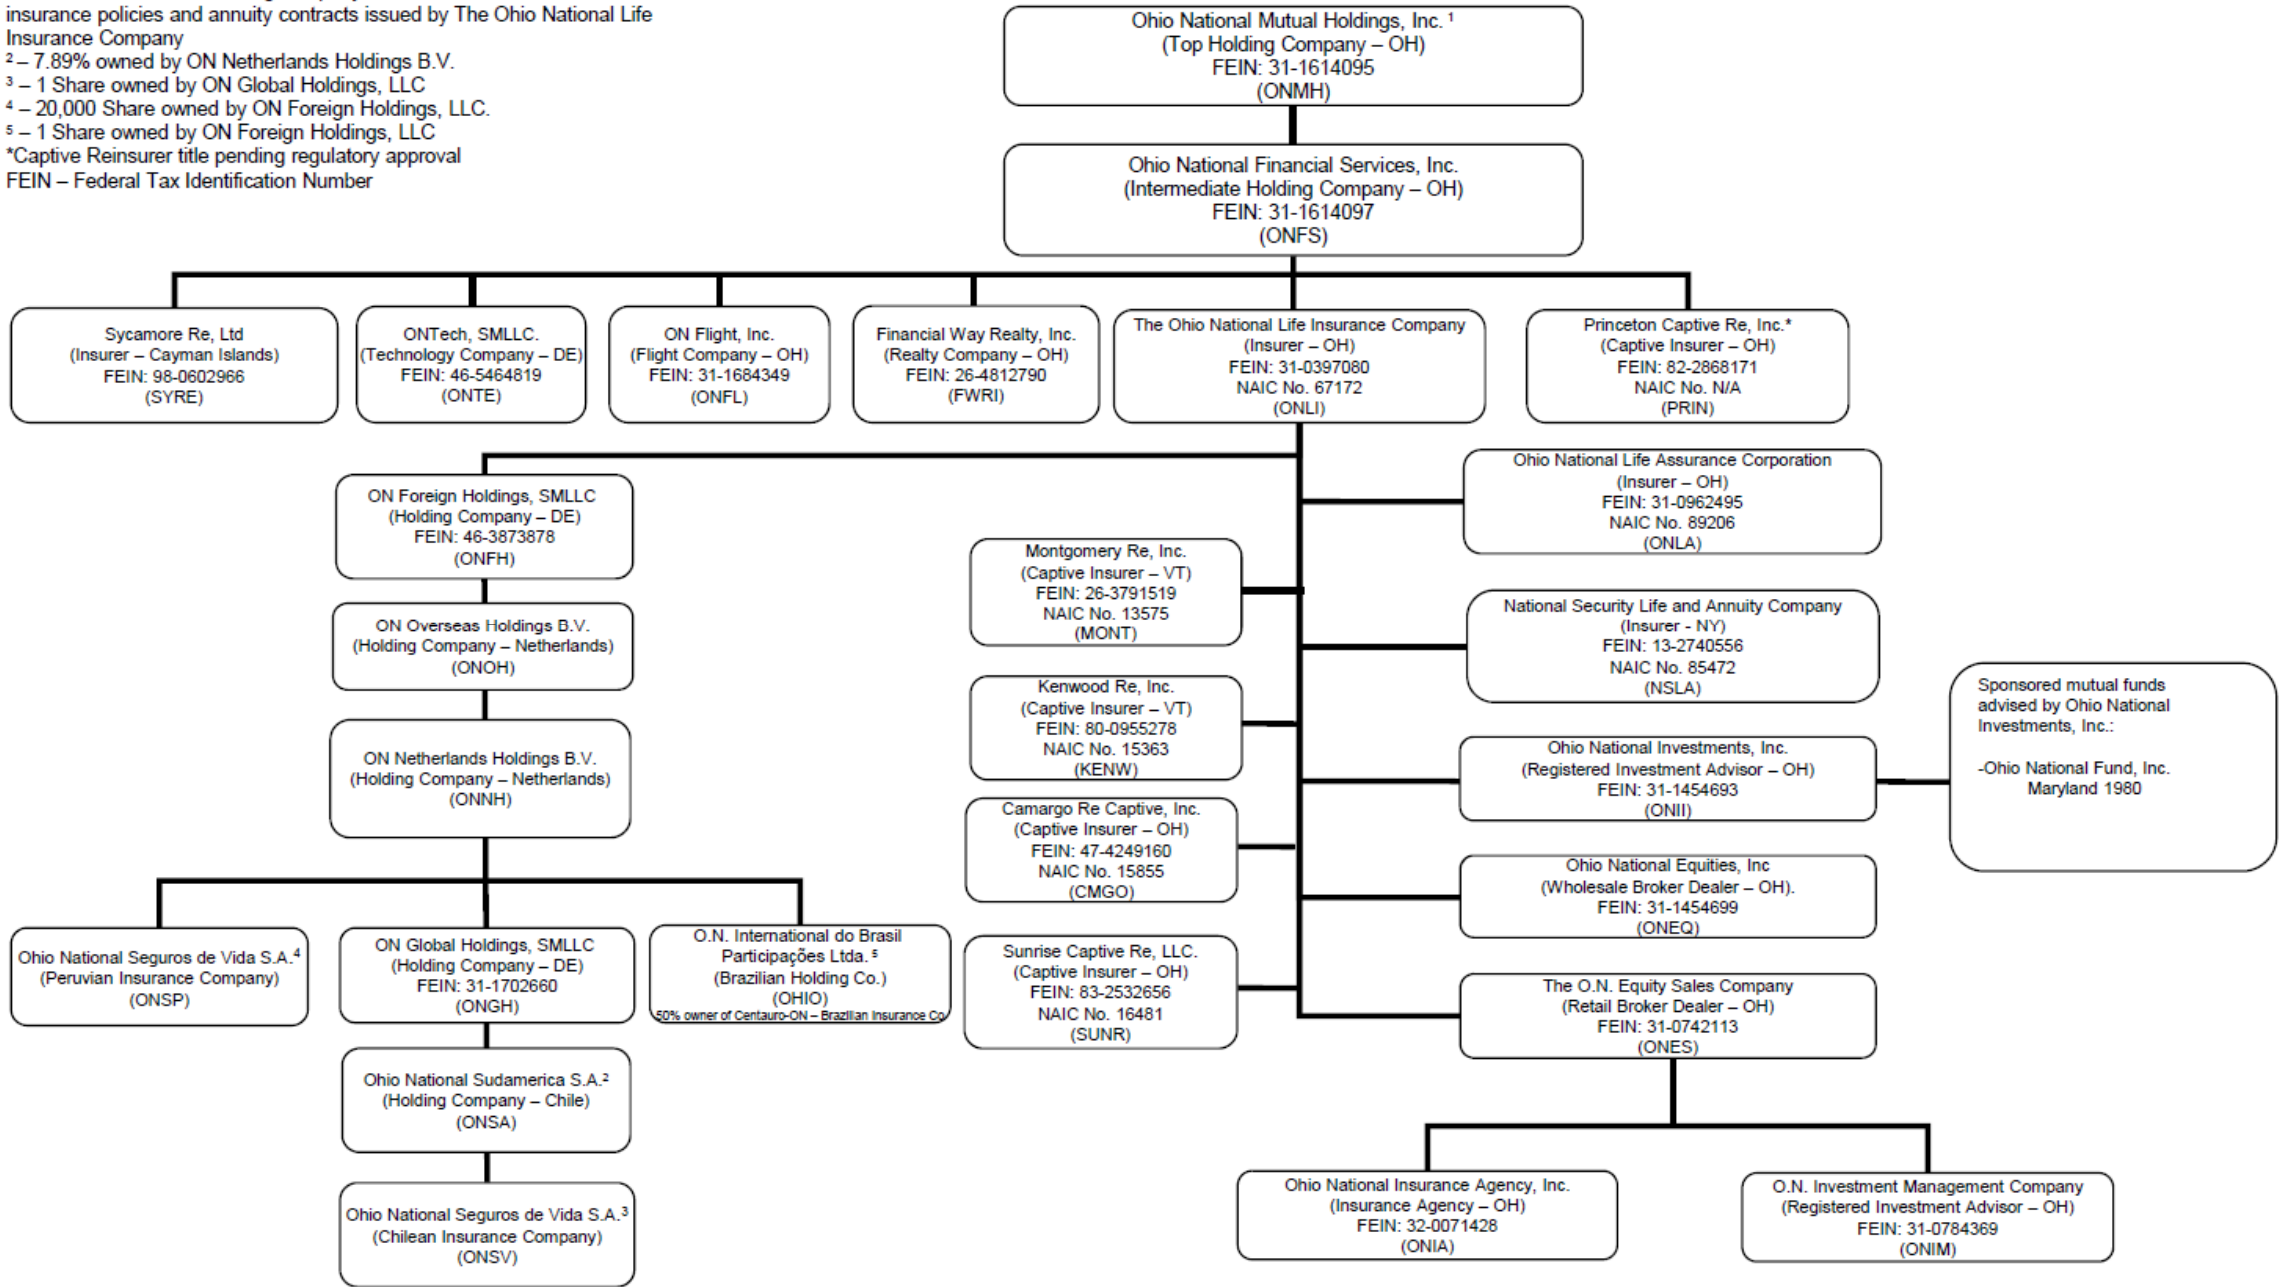 insurance policies and annuity contracts issued by The Ohio National Life
Insurance Company
² – 7.89% owned by ON Netherlands Holdings B.V.
³ – 1 Share owned by ON Global Holdings, LLC
⁴ – 20,000 Share owned by ON Foreign Holdings, LLC.
⁵ – 1 Share owned by ON Foreign Holdings, LLC
*Captive Reinsurer title pending regulatory approval
FEIN – Federal Tax Identification Number
Ohio National Mutual Holdings, Inc. ¹
(Top Holding Company – OH)
FEIN: 31-1614095
(ONMH)
Ohio National Financial Services, Inc.
(Intermediate Holding Company – OH)
FEIN: 31-1614097
(ONFS)
Sycamore Re, Ltd
(Insurer – Cayman Islands)
FEIN: 98-0602966
(SYRE)
ONTech, SMLLC.
(Technology Company – DE)
FEIN: 46-5464819
(ONTE)
ON Flight, Inc.
(Flight Company – OH)
FEIN: 31-1684349
(ONFL)
Financial Way Realty, Inc.
(Realty Company – OH)
FEIN: 26-4812790
(FWRI)
The Ohio National Life Insurance Company
(Insurer – OH)
FEIN: 31-0397080
NAIC No. 67172
(ONLI)
Princeton Captive Re, Inc.*
(Captive Insurer – OH)
FEIN: 82-2868171
NAIC No. N/A
(PRIN)
ON Foreign Holdings, SMLLC
(Holding Company – DE)
FEIN: 46-3873878
(ONFH)
ON Overseas Holdings B.V.
(Holding Company – Netherlands)
(ONOH)
ON Netherlands Holdings B.V.
(Holding Company – Netherlands)
(ONNH)
Ohio National Seguros de Vida S.A.⁴
(Peruvian Insurance Company)
(ONSP)
ON Global Holdings, SMLLC
(Holding Company – DE)
FEIN: 31-1702660
(ONGH)
O.N. International do Brasil
Participações Ltda. ⁵
(Brazilian Holding Co.)
(OHIO)
50% owner of Centauro-ON – Brazilian Insurance Co
Ohio National Sudamerica S.A.²
(Holding Company – Chile)
(ONSA)
Ohio National Seguros de Vida S.A.³
(Chilean Insurance Company)
(ONSV)
Montgomery Re, Inc.
(Captive Insurer – VT)
FEIN: 26-3791519
NAIC No. 13575
(MONT)
Kenwood Re, Inc.
(Captive Insurer – VT)
FEIN: 80-0955278
NAIC No. 15363
(KENW)
Camargo Re Captive, Inc.
(Captive Insurer – OH)
FEIN: 47-4249160
NAIC No. 15855
(CMGO)
Sunrise Captive Re, LLC.
(Captive Insurer – OH)
FEIN: 83-2532656
NAIC No. 16481
(SUNR)
Ohio National Life Assurance Corporation
(Insurer – OH)
FEIN: 31-0962495
NAIC No. 89206
(ONLA)
National Security Life and Annuity Company
(Insurer - NY)
FEIN: 13-2740556
NAIC No. 85472
(NSLA)
Ohio National Investments, Inc.
(Registered Investment Advisor – OH)
FEIN: 31-1454693
(ONII)
Sponsored mutual funds
advised by Ohio National
Investments, Inc.:
-Ohio National Fund, Inc.
Maryland 1980
Ohio National Equities, Inc
(Wholesale Broker Dealer – OH).
FEIN: 31-1454699
(ONEQ)
The O.N. Equity Sales Company
(Retail Broker Dealer – OH)
FEIN: 31-0742113
(ONES)
Ohio National Insurance Agency, Inc.
(Insurance Agency – OH)
FEIN: 32-0071428
(ONIA)
O.N. Investment Management Company
(Registered Investment Advisor – OH)
FEIN: 31-0784369
(ONIM)